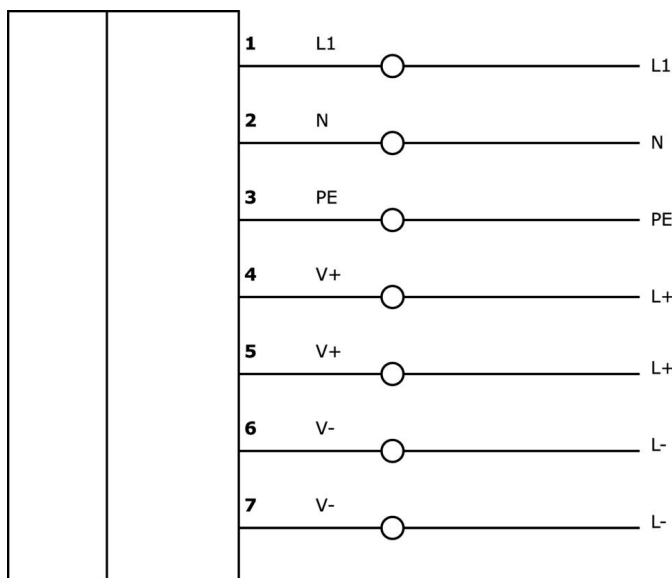 1 L1 L1
2 N N
3 PE PE
4 V+ L+
5 V+ L+
6 V- L-
7 V- L-